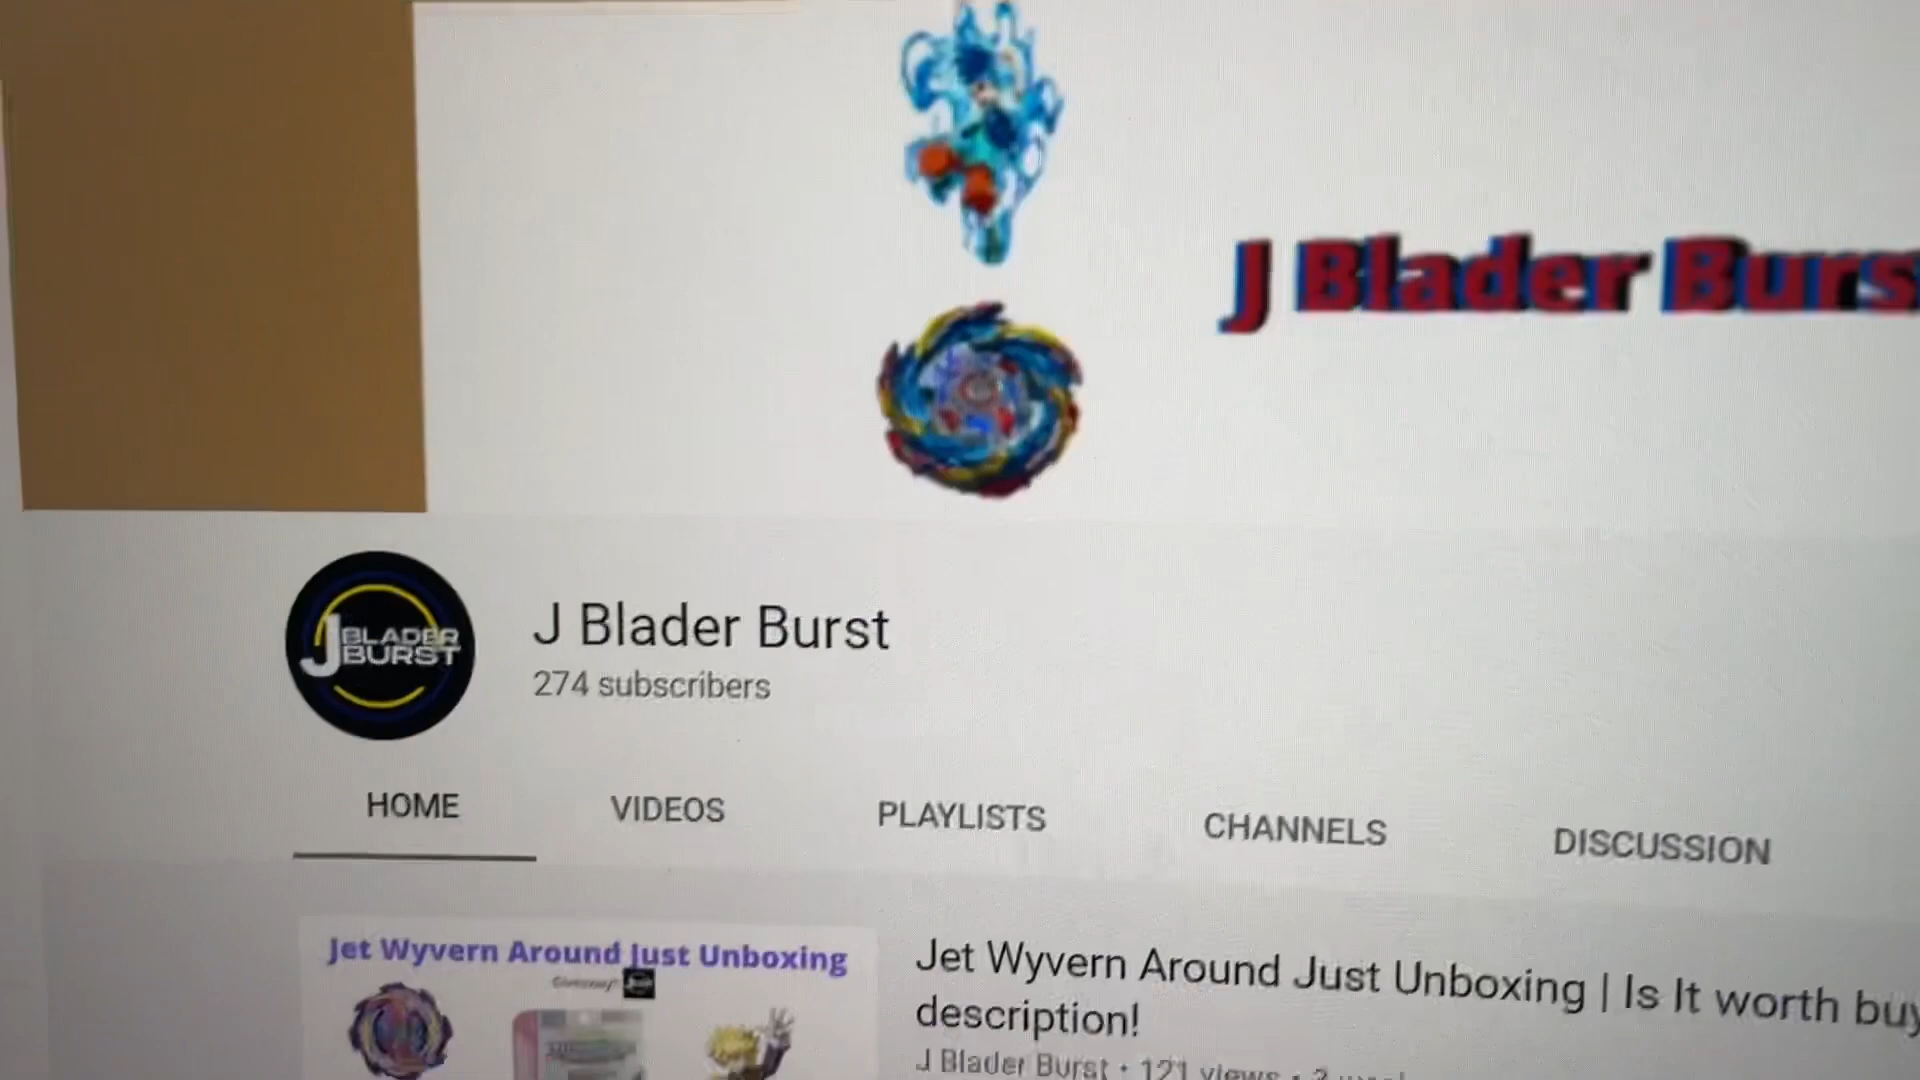 J Blader Burs
J BLADER
BURST
J Blader Burst
274 subscribers
HOME
VIDEOS
PLAYLISTS
CHANNELS
DISCUSSION
Jet Wyvern Around Just Unboxing
Giveaway!
Jet Wyvern Around Just Unboxing | Is It worth buy
description!
J Blader Burst • 121 views •